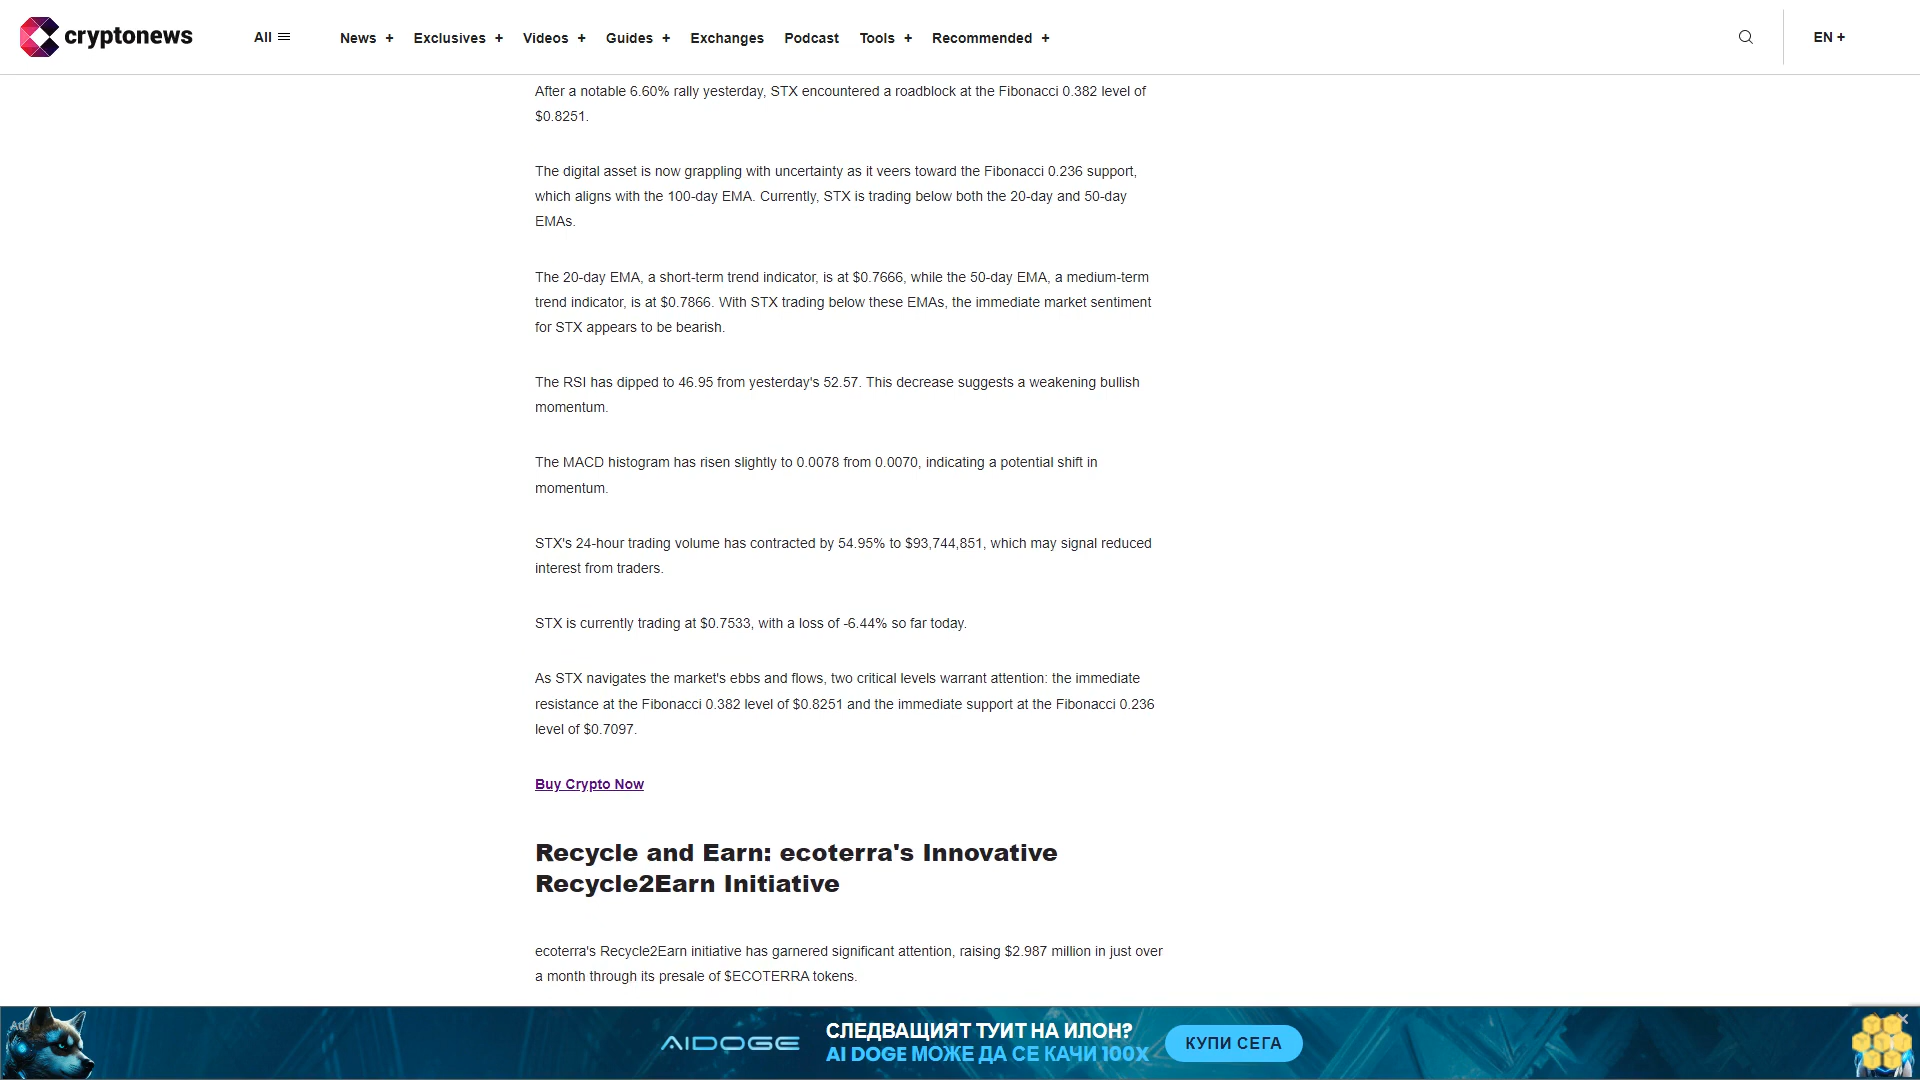 cryptonews
All
News +
Exclusives +
Videos +
Guides +
Exchanges
Podcast
Tools +
Recommended +
EN +
After a notable 6.60% rally yesterday, STX encountered a roadblock at the Fibonacci 0.382 level of
$0.8251.
The digital asset is now grappling with uncertainty as it veers toward the Fibonacci 0.236 support,
which aligns with the 100-day EMA. Currently, STX is trading below both the 20-day and 50-day
EMAs.
The 20-day EMA, a short-term trend indicator, is at $0.7666, while the 50-day EMA, a medium-term
trend indicator, is at $0.7866. With STX trading below these EMAs, the immediate market sentiment
for STX appears to be bearish.
The RSI has dipped to 46.95 from yesterday's 52.57. This decrease suggests a weakening bullish
momentum.
The MACD histogram has risen slightly to 0.0078 from 0.0070, indicating a potential shift in
momentum.
STX's 24-hour trading volume has contracted by 54.95% to $93,744,851, which may signal reduced
interest from traders.
STX is currently trading at $0.7533, with a loss of -6.44% so far today.
As STX navigates the market's ebbs and flows, two critical levels warrant attention: the immediate
resistance at the Fibonacci 0.382 level of $0.8251 and the immediate support at the Fibonacci 0.236
level of $0.7097.
Buy Crypto Now
Recycle and Earn: ecoterra's Innovative
Recycle2Earn Initiative
ecoterra's Recycle2Earn initiative has garnered significant attention, raising $2.987 million in just over
a month through its presale of $ECOTERRA tokens.
Ad
AIDOGE
СЛЕДВАЩИЯТ ТУИТ НА ИЛОН?
AI DOGE МОЖЕ ДА СЕ КАЧИ 100X
КУПИ СЕГА